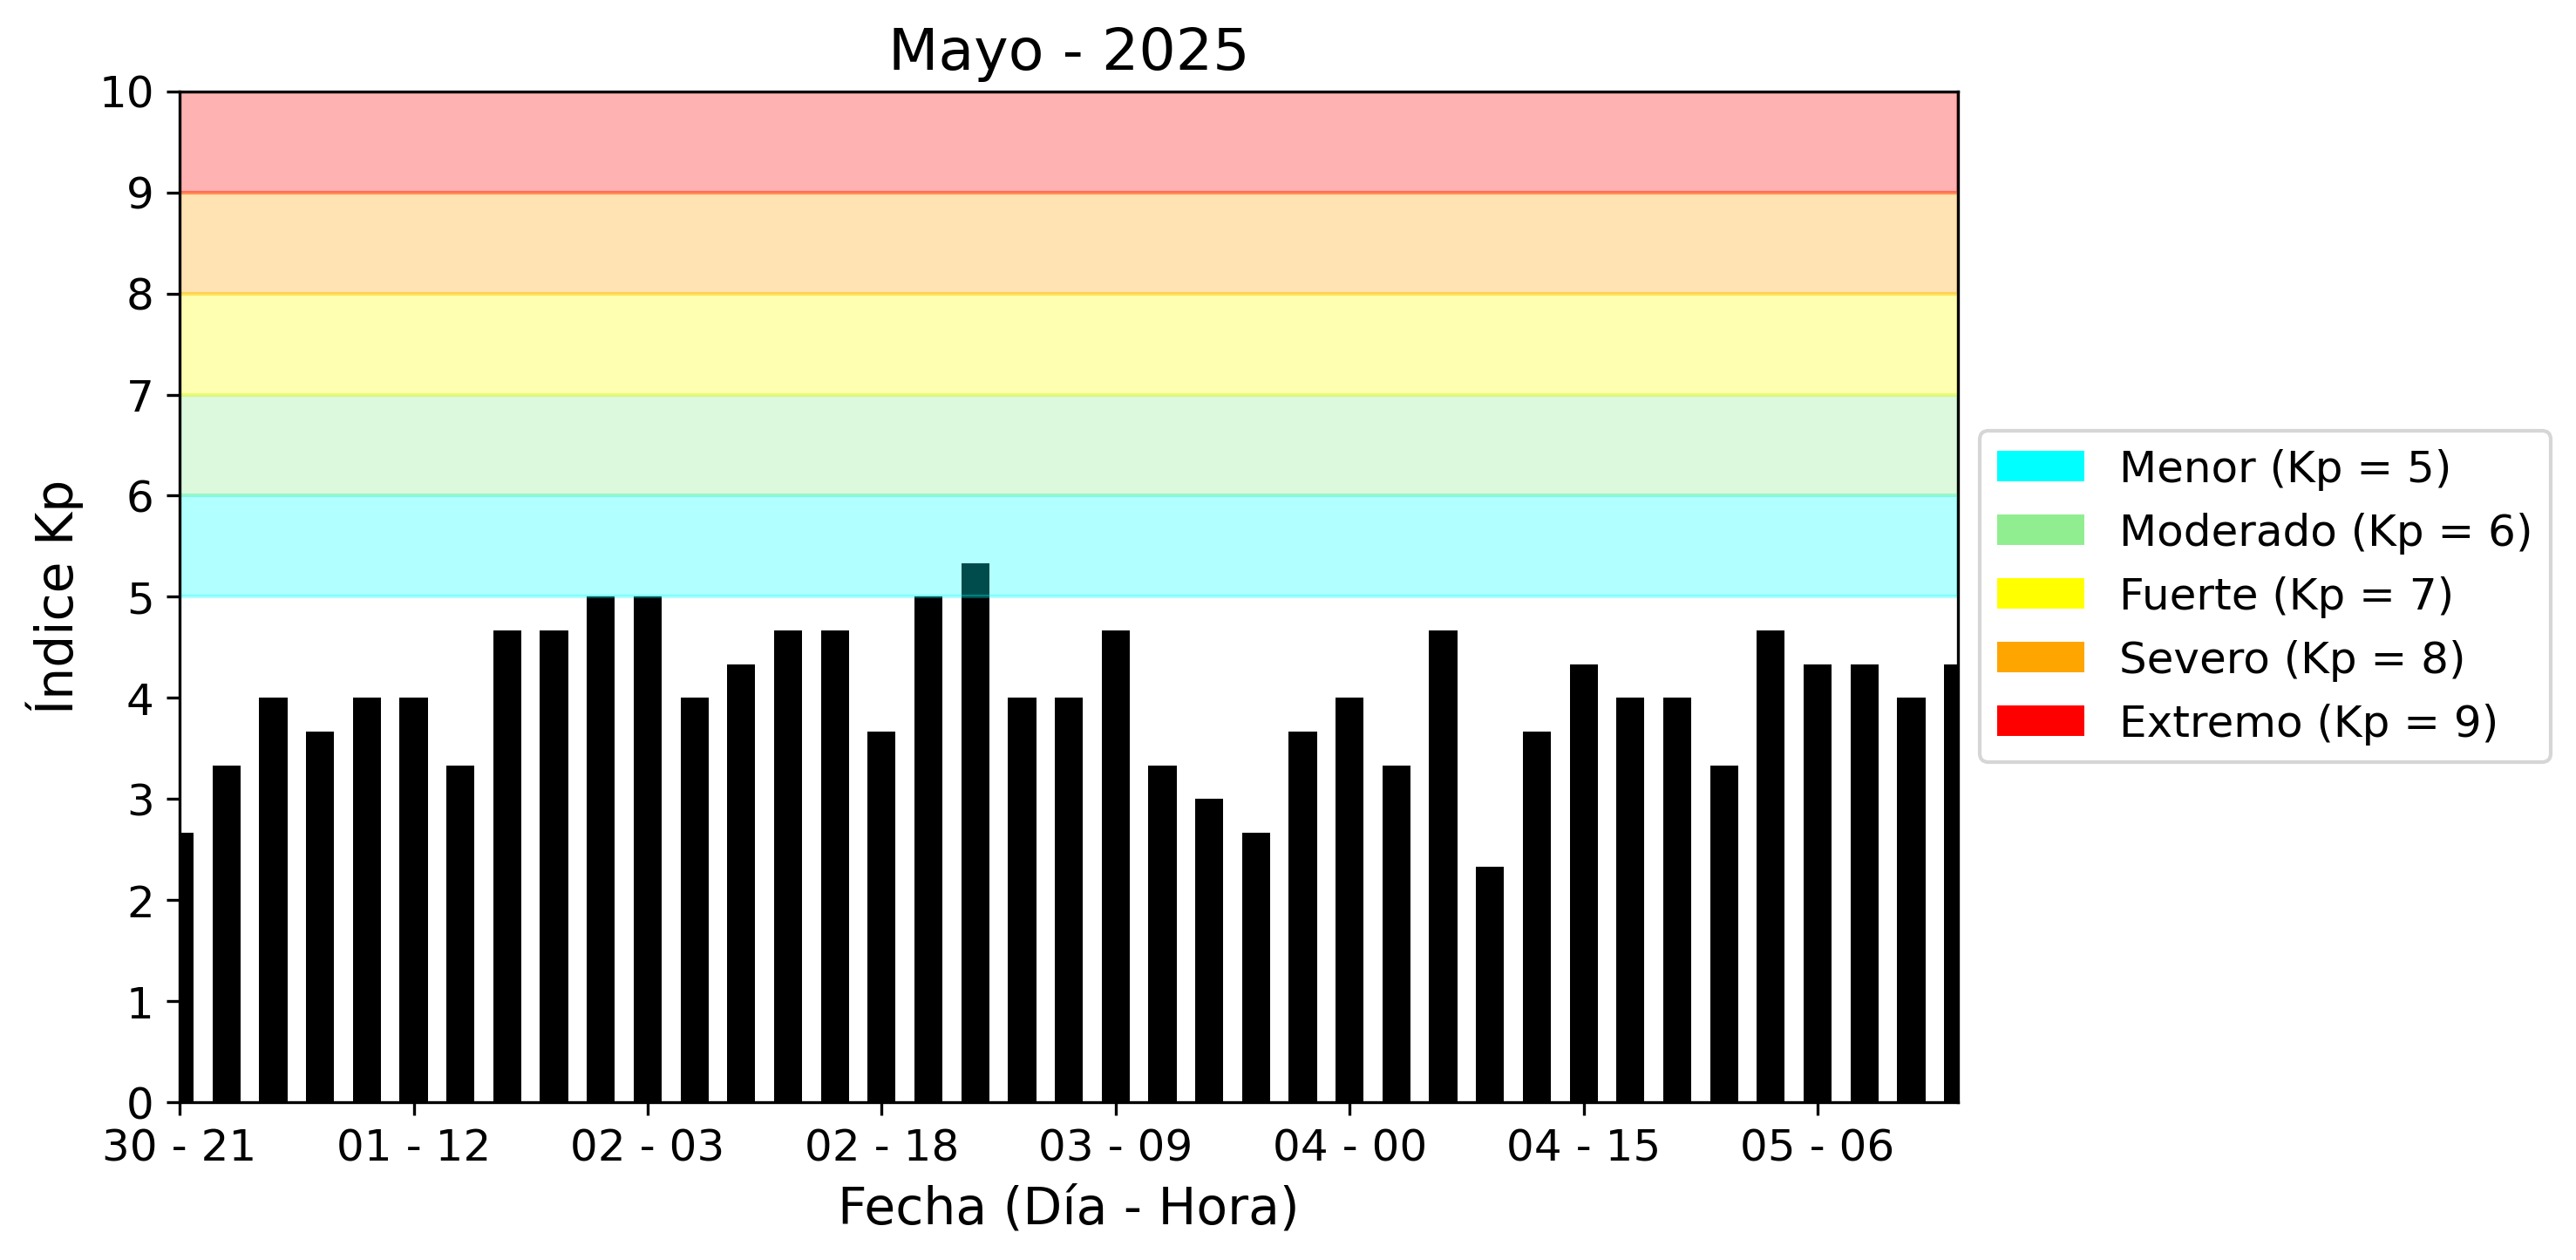 Mayo - 2025
10
9
8
7
6
5
4
3
2
1
0
Índice Kp
30 - 21
01 - 12
02 - 03
02 - 18
03 - 09
04 - 00
04 - 15
05 - 06
Fecha (Día - Hora)
Menor (Kp = 5)
Moderado (Kp = 6)
Fuerte (Kp = 7)
Severo (Kp = 8)
Extremo (Kp = 9)